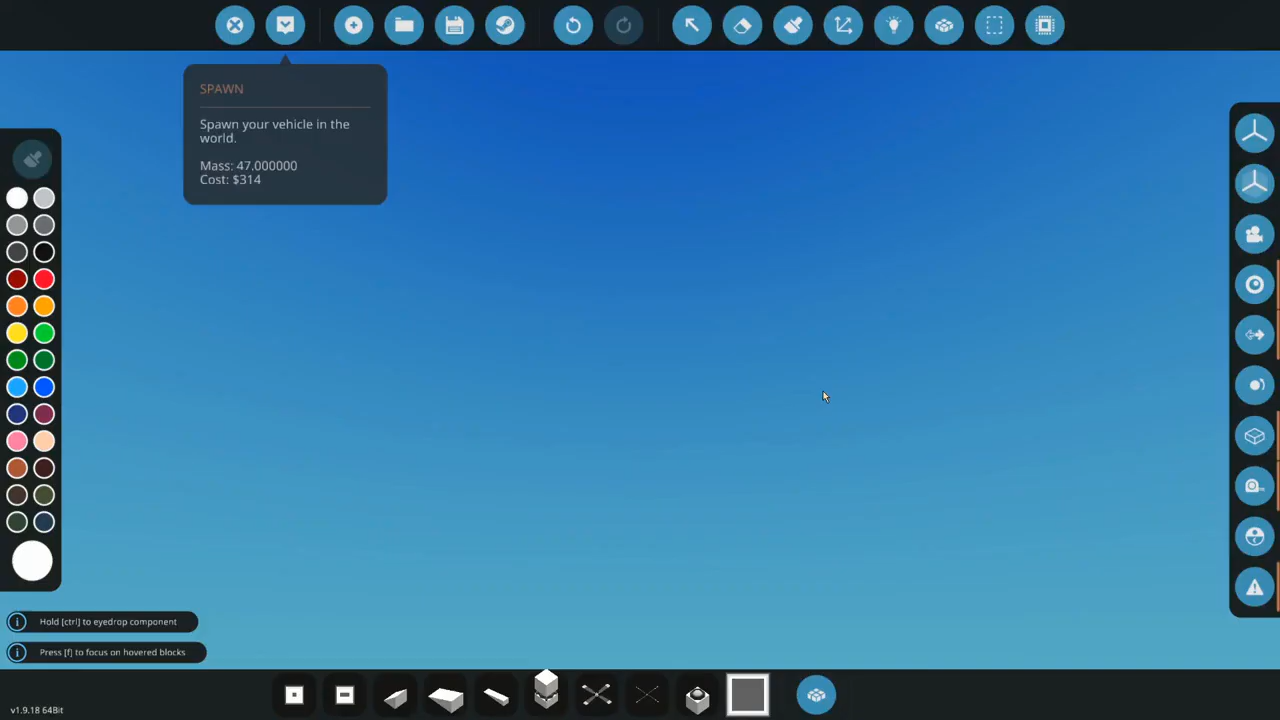 SPAWN
Spawn your vehicle in the
world.
Mass: 47.000000
Cost: $314
Hold [ctrl] to eyedrop component
Press [f] to focus on hovered blocks
v1.9.18 64Bit